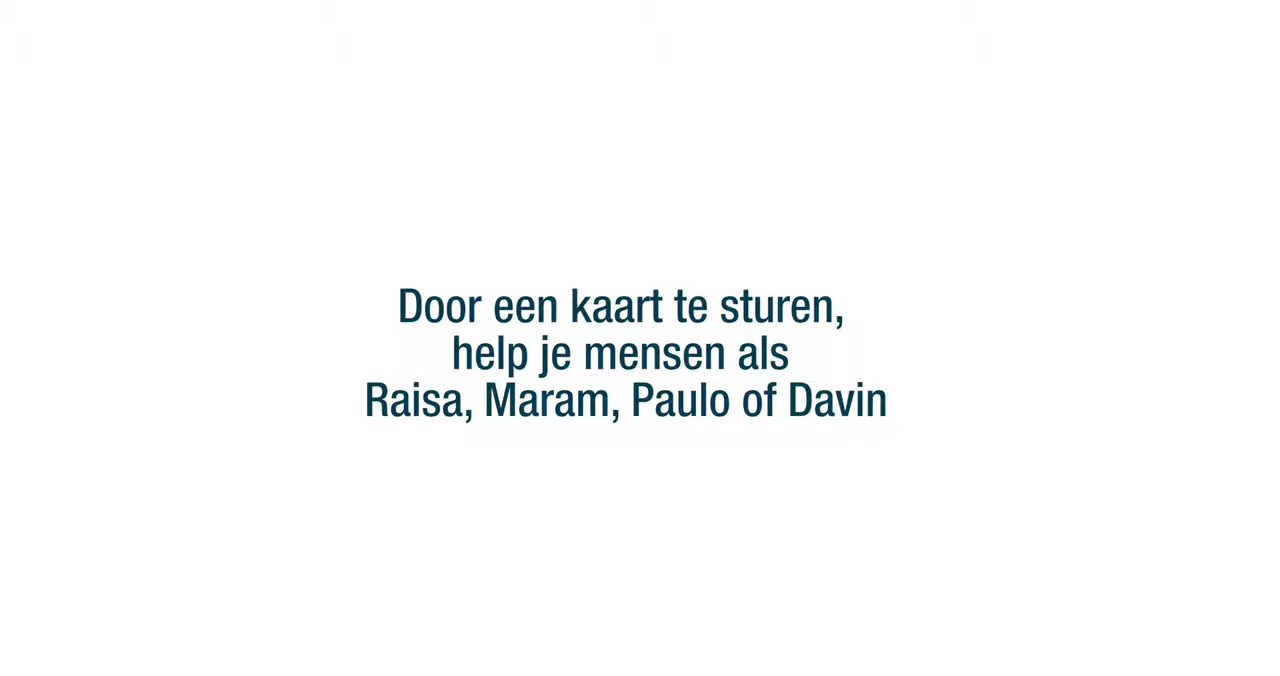 Door een kaart te sturen,
help je mensen als
Raisa, Maram, Paulo of Davin